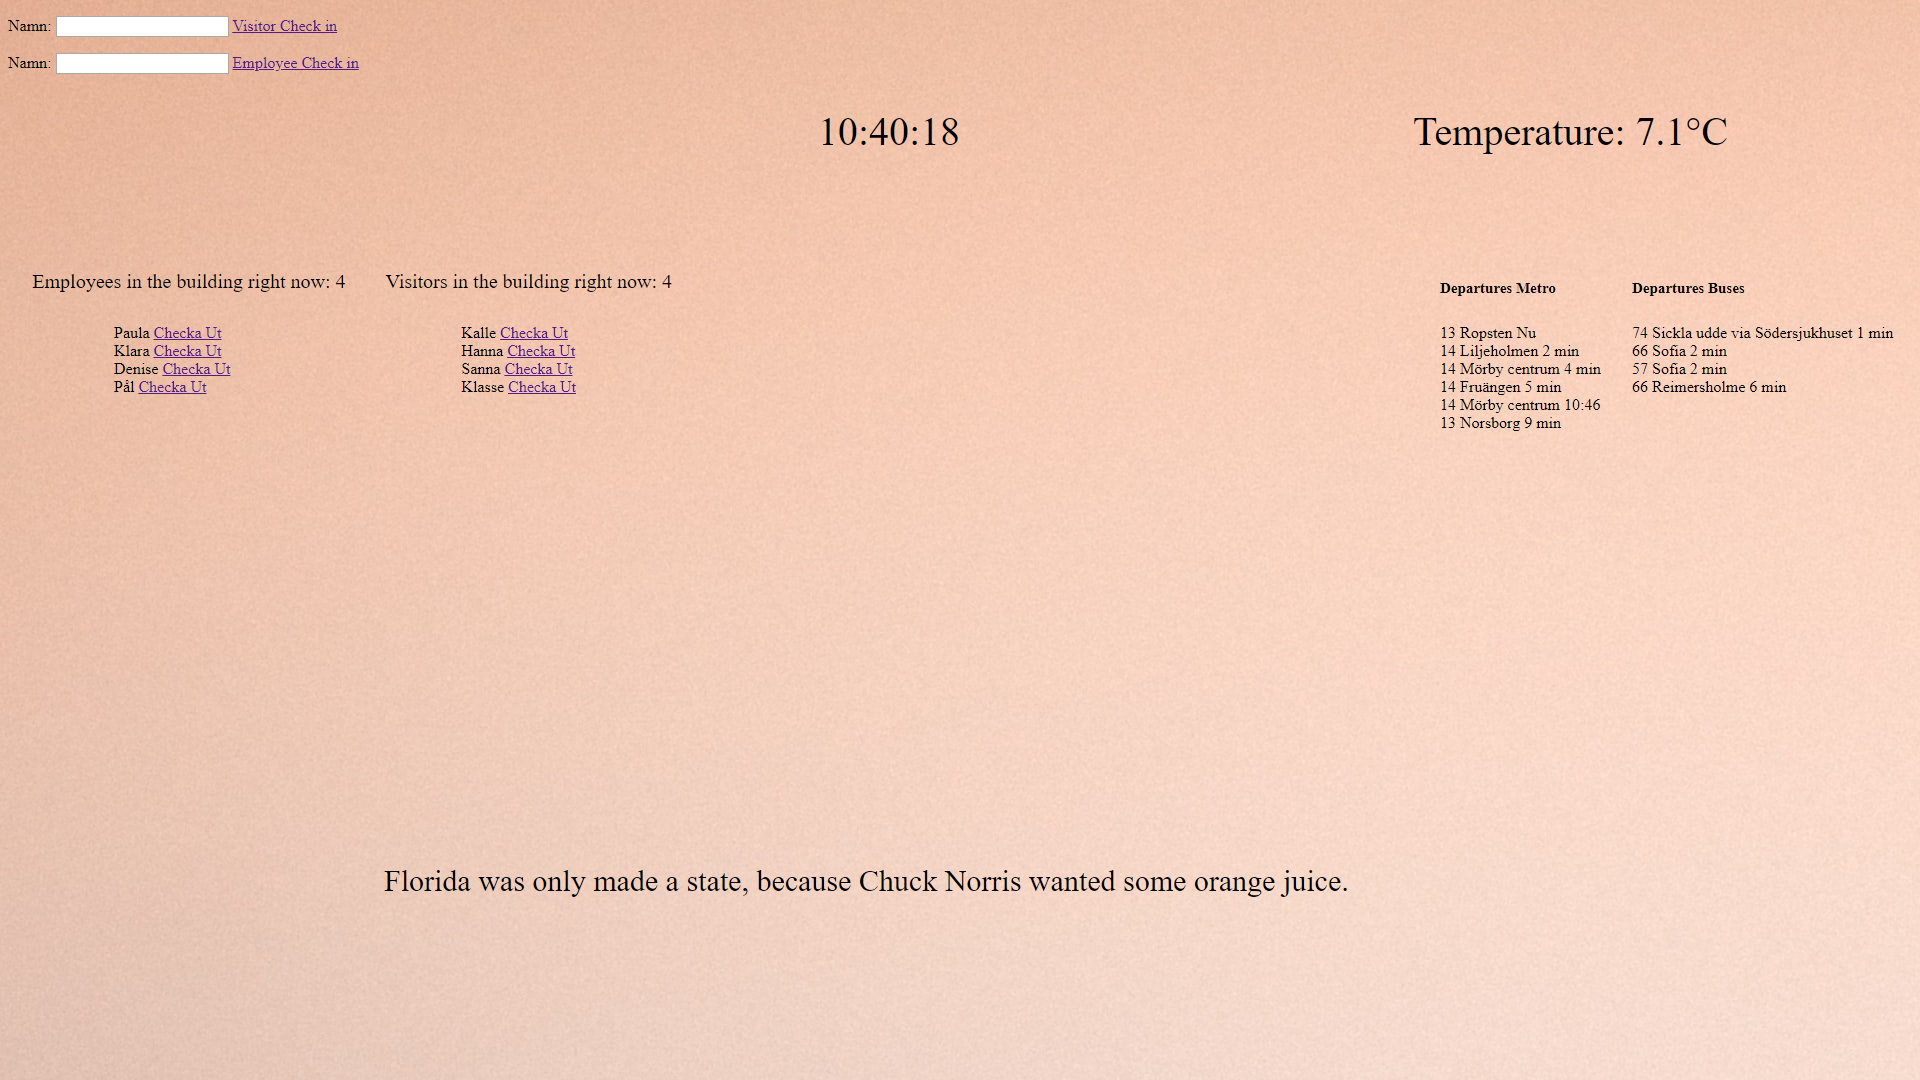 Namn: Visitor Check in
Namn: Employee Check in
10:40:18
Temperature: 7.1°C
Employees in the building right now: 4
Paula Checka Ut
Klara Checka Ut
Denise Checka Ut
Pål Checka Ut
Visitors in the building right now: 4
Kalle Checka Ut
Hanna Checka Ut
Sanna Checka Ut
Klasse Checka Ut
Departures Metro
13 Ropsten Nu
14 Liljeholmen 2 min
14 Mörby centrum 4 min
14 Fruängen 5 min
14 Mörby centrum 10:46
13 Norsborg 9 min
Departures Buses
74 Sickla udde via Södersjukhuset 1 min
66 Sofia 2 min
57 Sofia 2 min
66 Reimersholme 6 min
Florida was only made a state, because Chuck Norris wanted some orange juice.